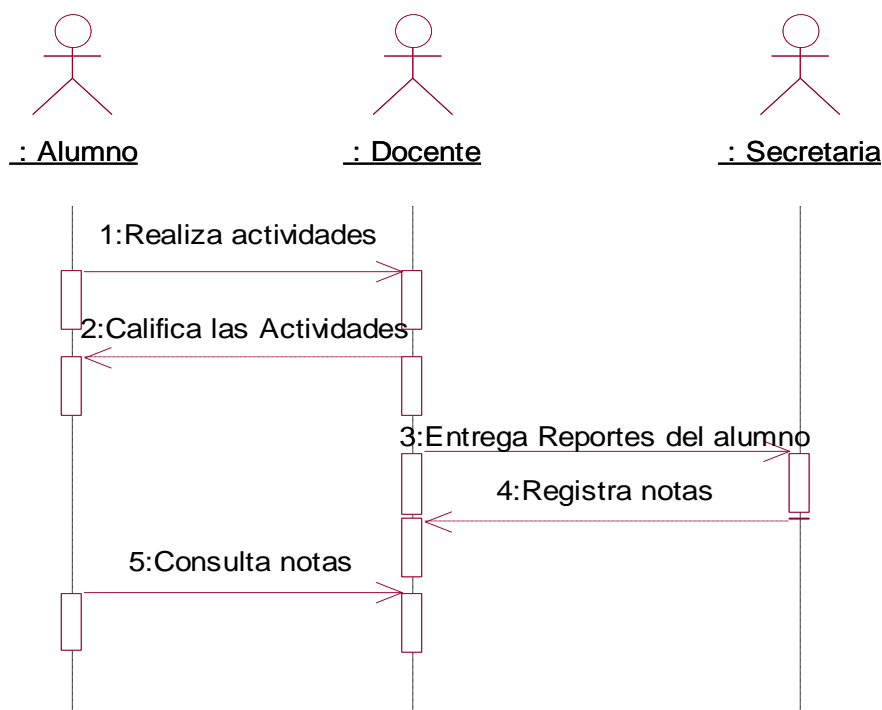 : Alumno
: Docente
: Secretaria
1:Realiza actividades
2:Califica las Actividades
3:Entrega Reportes del alumno
4:Registra notas
5:Consulta notas